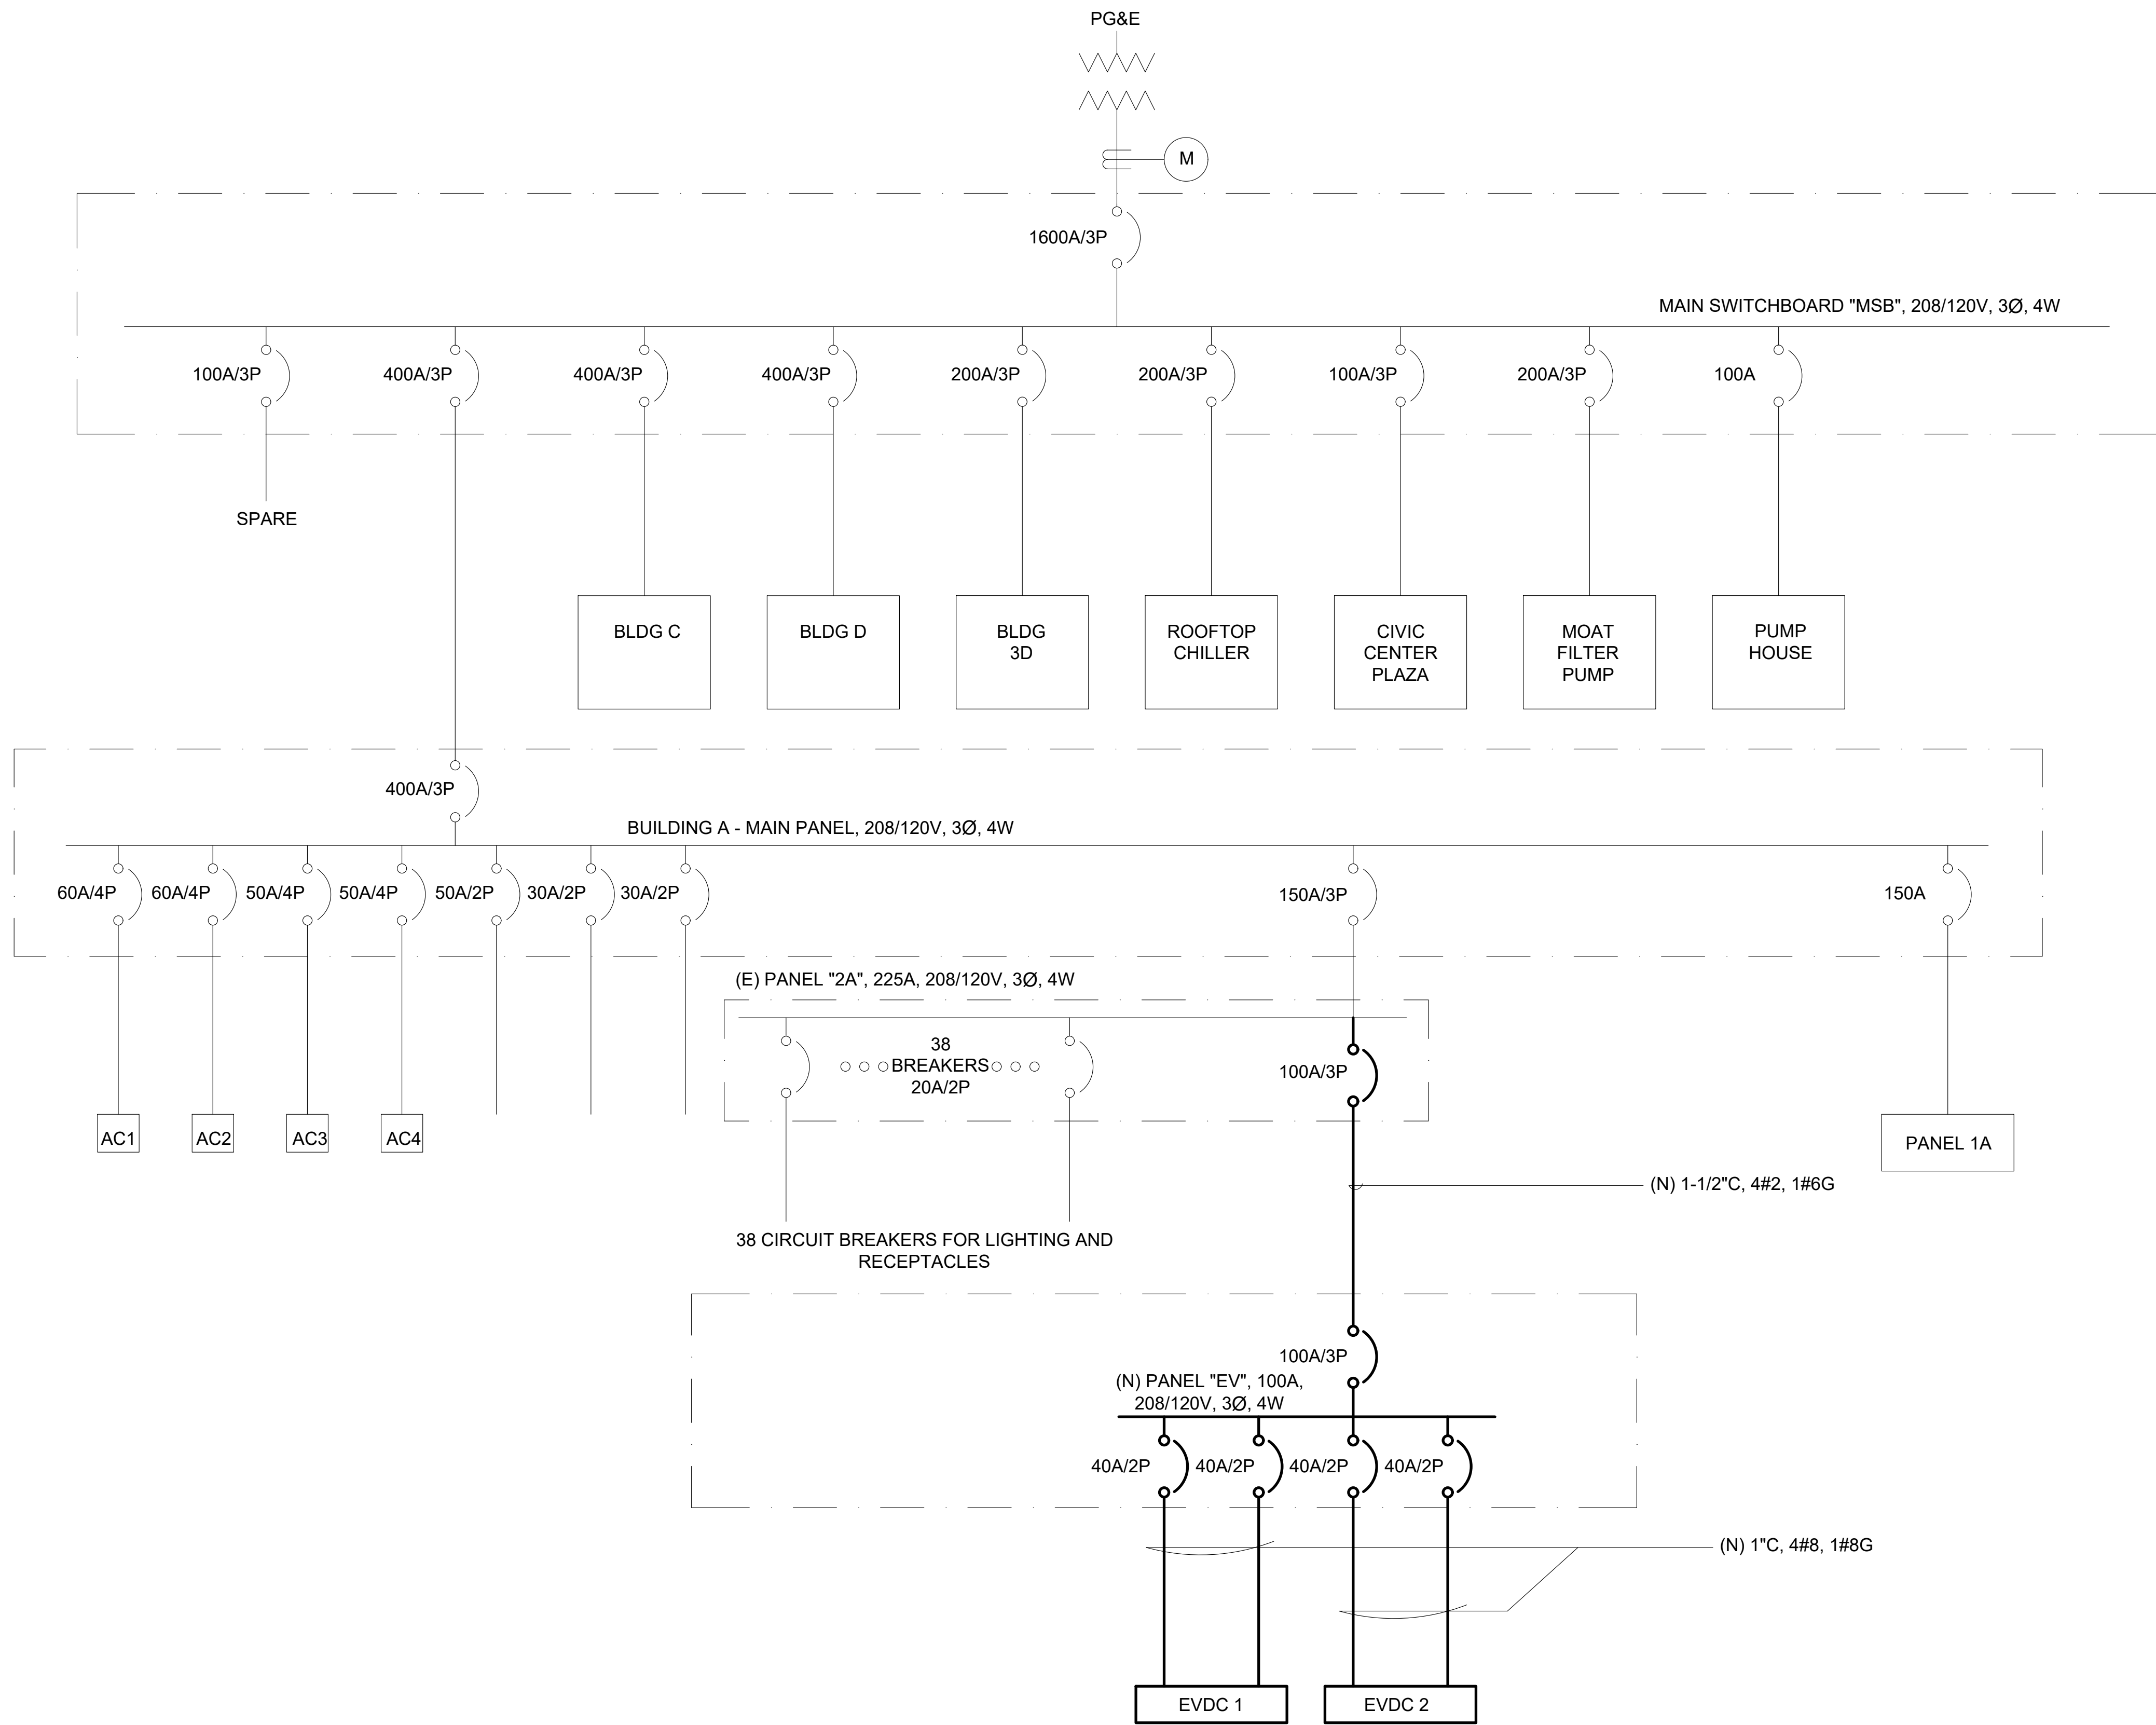 PG&E
M
1600A/3P
MAIN SWITCHBOARD "MSB", 208/120V, 3Ø, 4W
100A/3P
400A/3P
400A/3P
400A/3P
200A/3P
200A/3P
100A/3P
200A/3P
100A
SPARE
BLDG C
BLDG D
BLDG
3D
ROOFTOP
CHILLER
CIVIC
CENTER
PLAZA
MOAT
FILTER
PUMP
PUMP
HOUSE
400A/3P
BUILDING A - MAIN PANEL, 208/120V, 3Ø, 4W
60A/4P
60A/4P
50A/4P
50A/4P
50A/2P
30A/2P
30A/2P
150A/3P
150A
(E) PANEL "2A", 225A, 208/120V, 3Ø, 4W
38
BREAKERS
20A/2P
100A/3P
AC1
AC2
AC3
AC4
PANEL 1A
(N) 1-1/2"C, 4#2, 1#6G
38 CIRCUIT BREAKERS FOR LIGHTING AND
RECEPTACLES
100A/3P
(N) PANEL "EV", 100A,
208/120V, 3Ø, 4W
40A/2P
40A/2P
40A/2P
40A/2P
(N) 1"C, 4#8, 1#8G
EVDC 1
EVDC 2